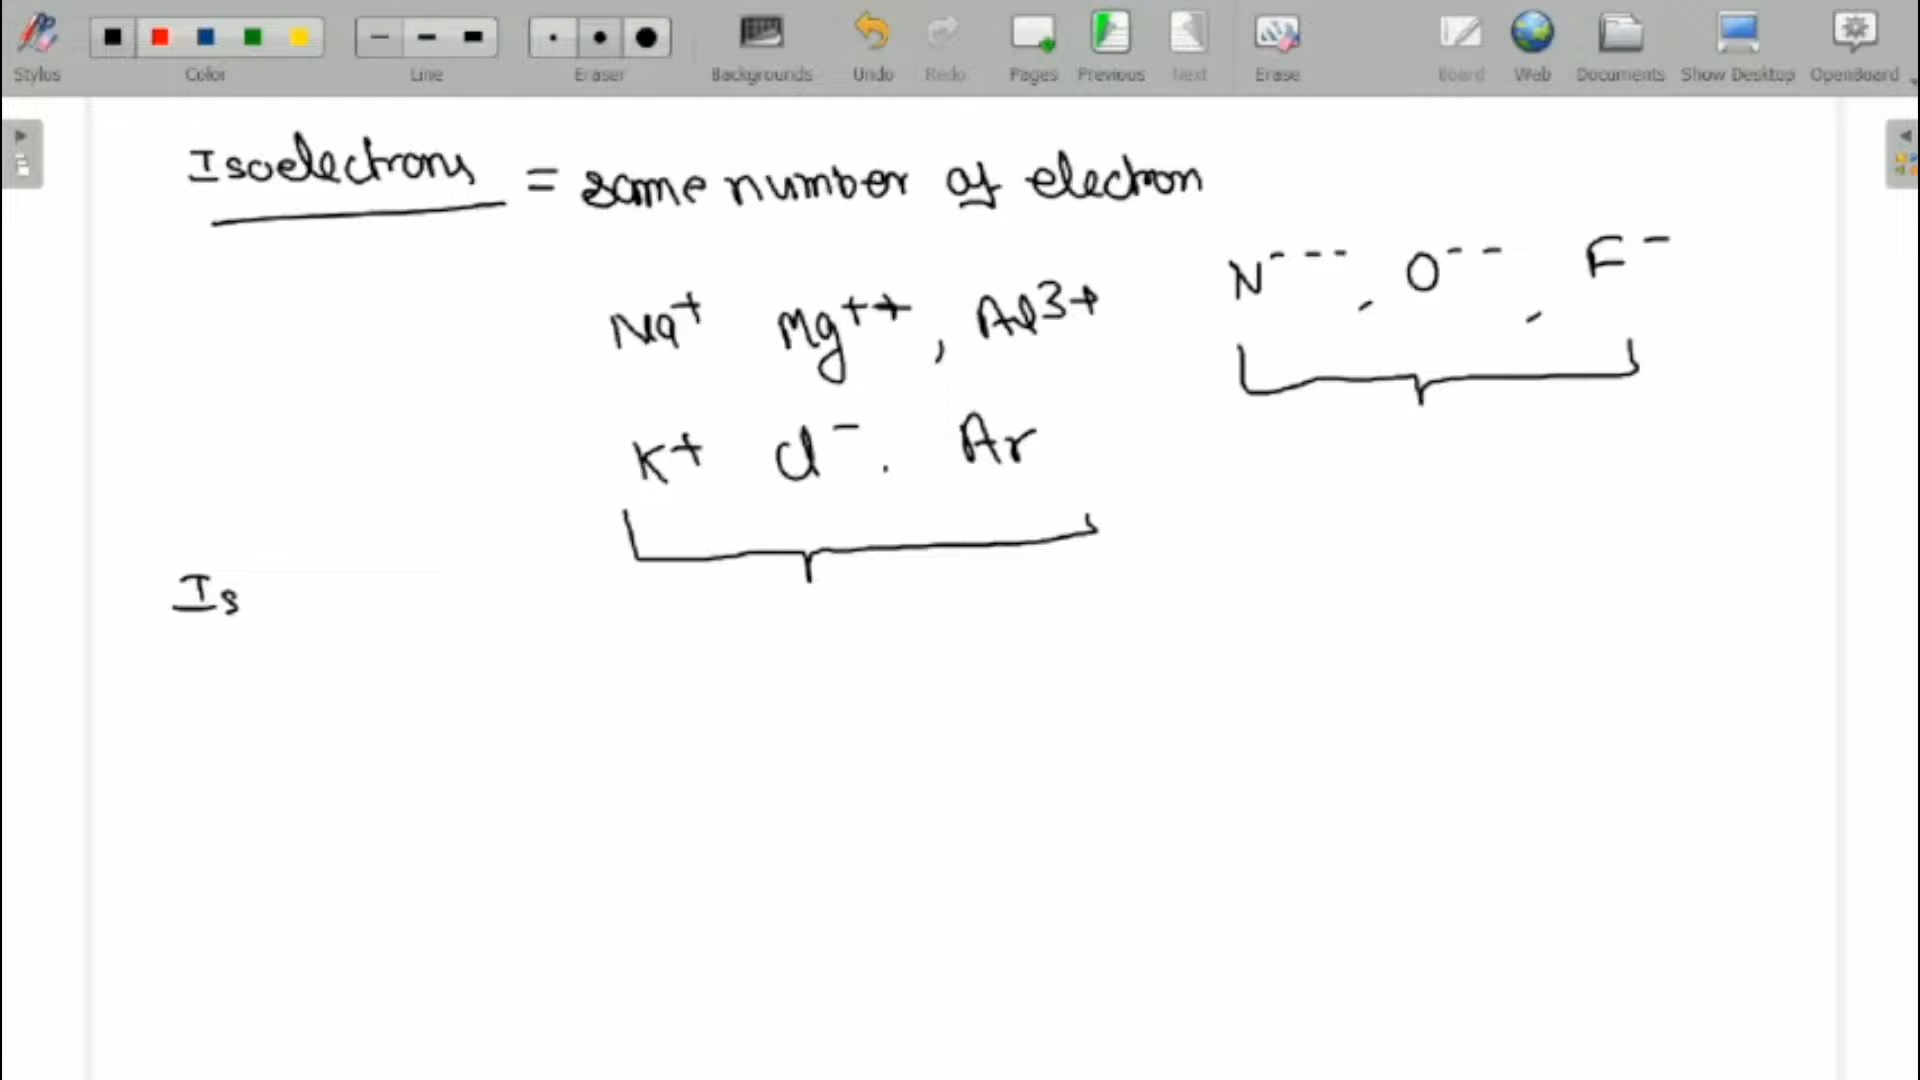 Stylus Color Line Eraser Backgrounds Undo Redo Pages Previous Next Erase Board Web Documents Show Desktop OpenBoard
Isoelectrons = same number of electron
Na+ Mg++, Al3+ N---, O--, F-
K+ Cl-. Ar
Is